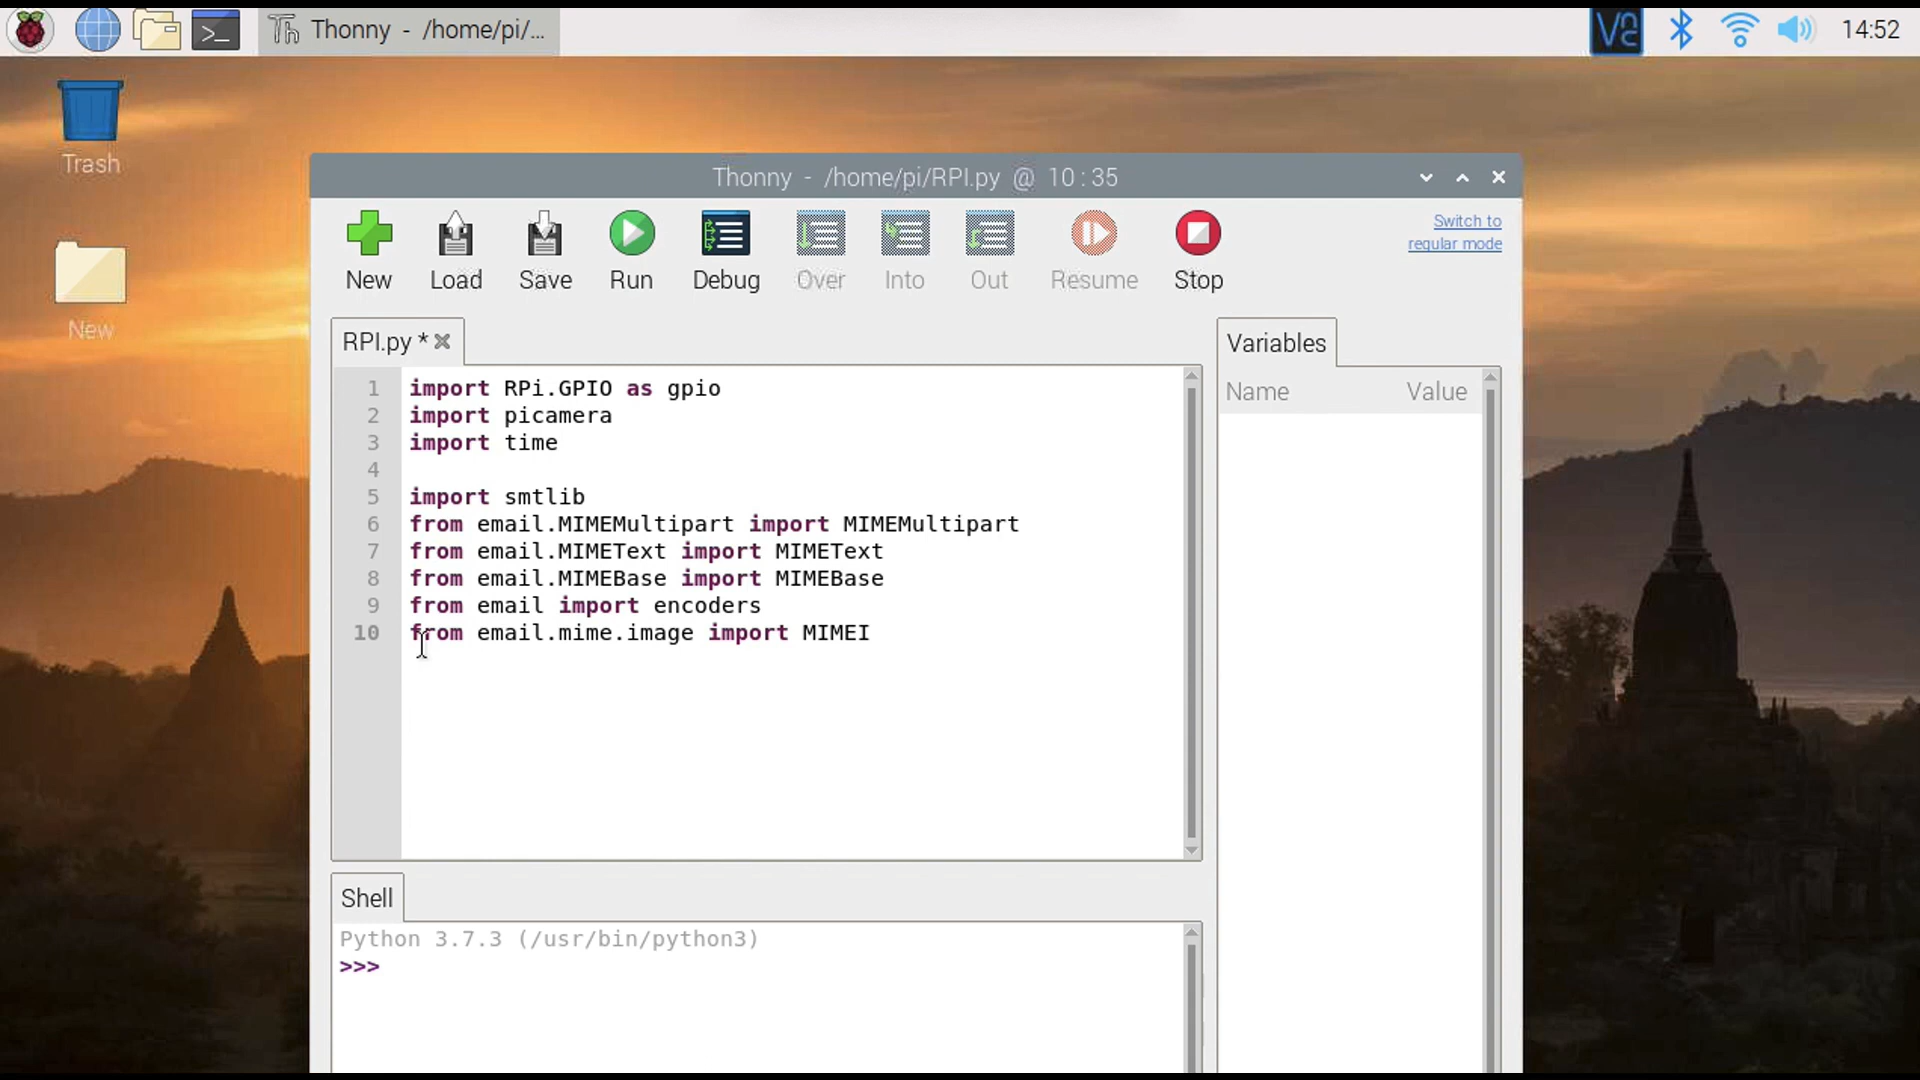 Thonny - /home/pi/...
14:52
Trash
New
Thonny - /home/pi/RPI.py @ 10:35
New
Load
Save
Run
Debug
Over
Into
Out
Resume
Stop
Switch to
regular mode
RPI.py *
1 import RPi.GPIO as gpio
2 import picamera
3 import time
4
5 import smtlib
6 from email.MIMEMultipart import MIMEMultipart
7 from email.MIMEText import MIMEText
8 from email.MIMEBase import MIMEBase
9 from email import encoders
10 from email.mime.image import MIMEI
Variables
Name Value
Shell
Python 3.7.3 (/usr/bin/python3)
>>>